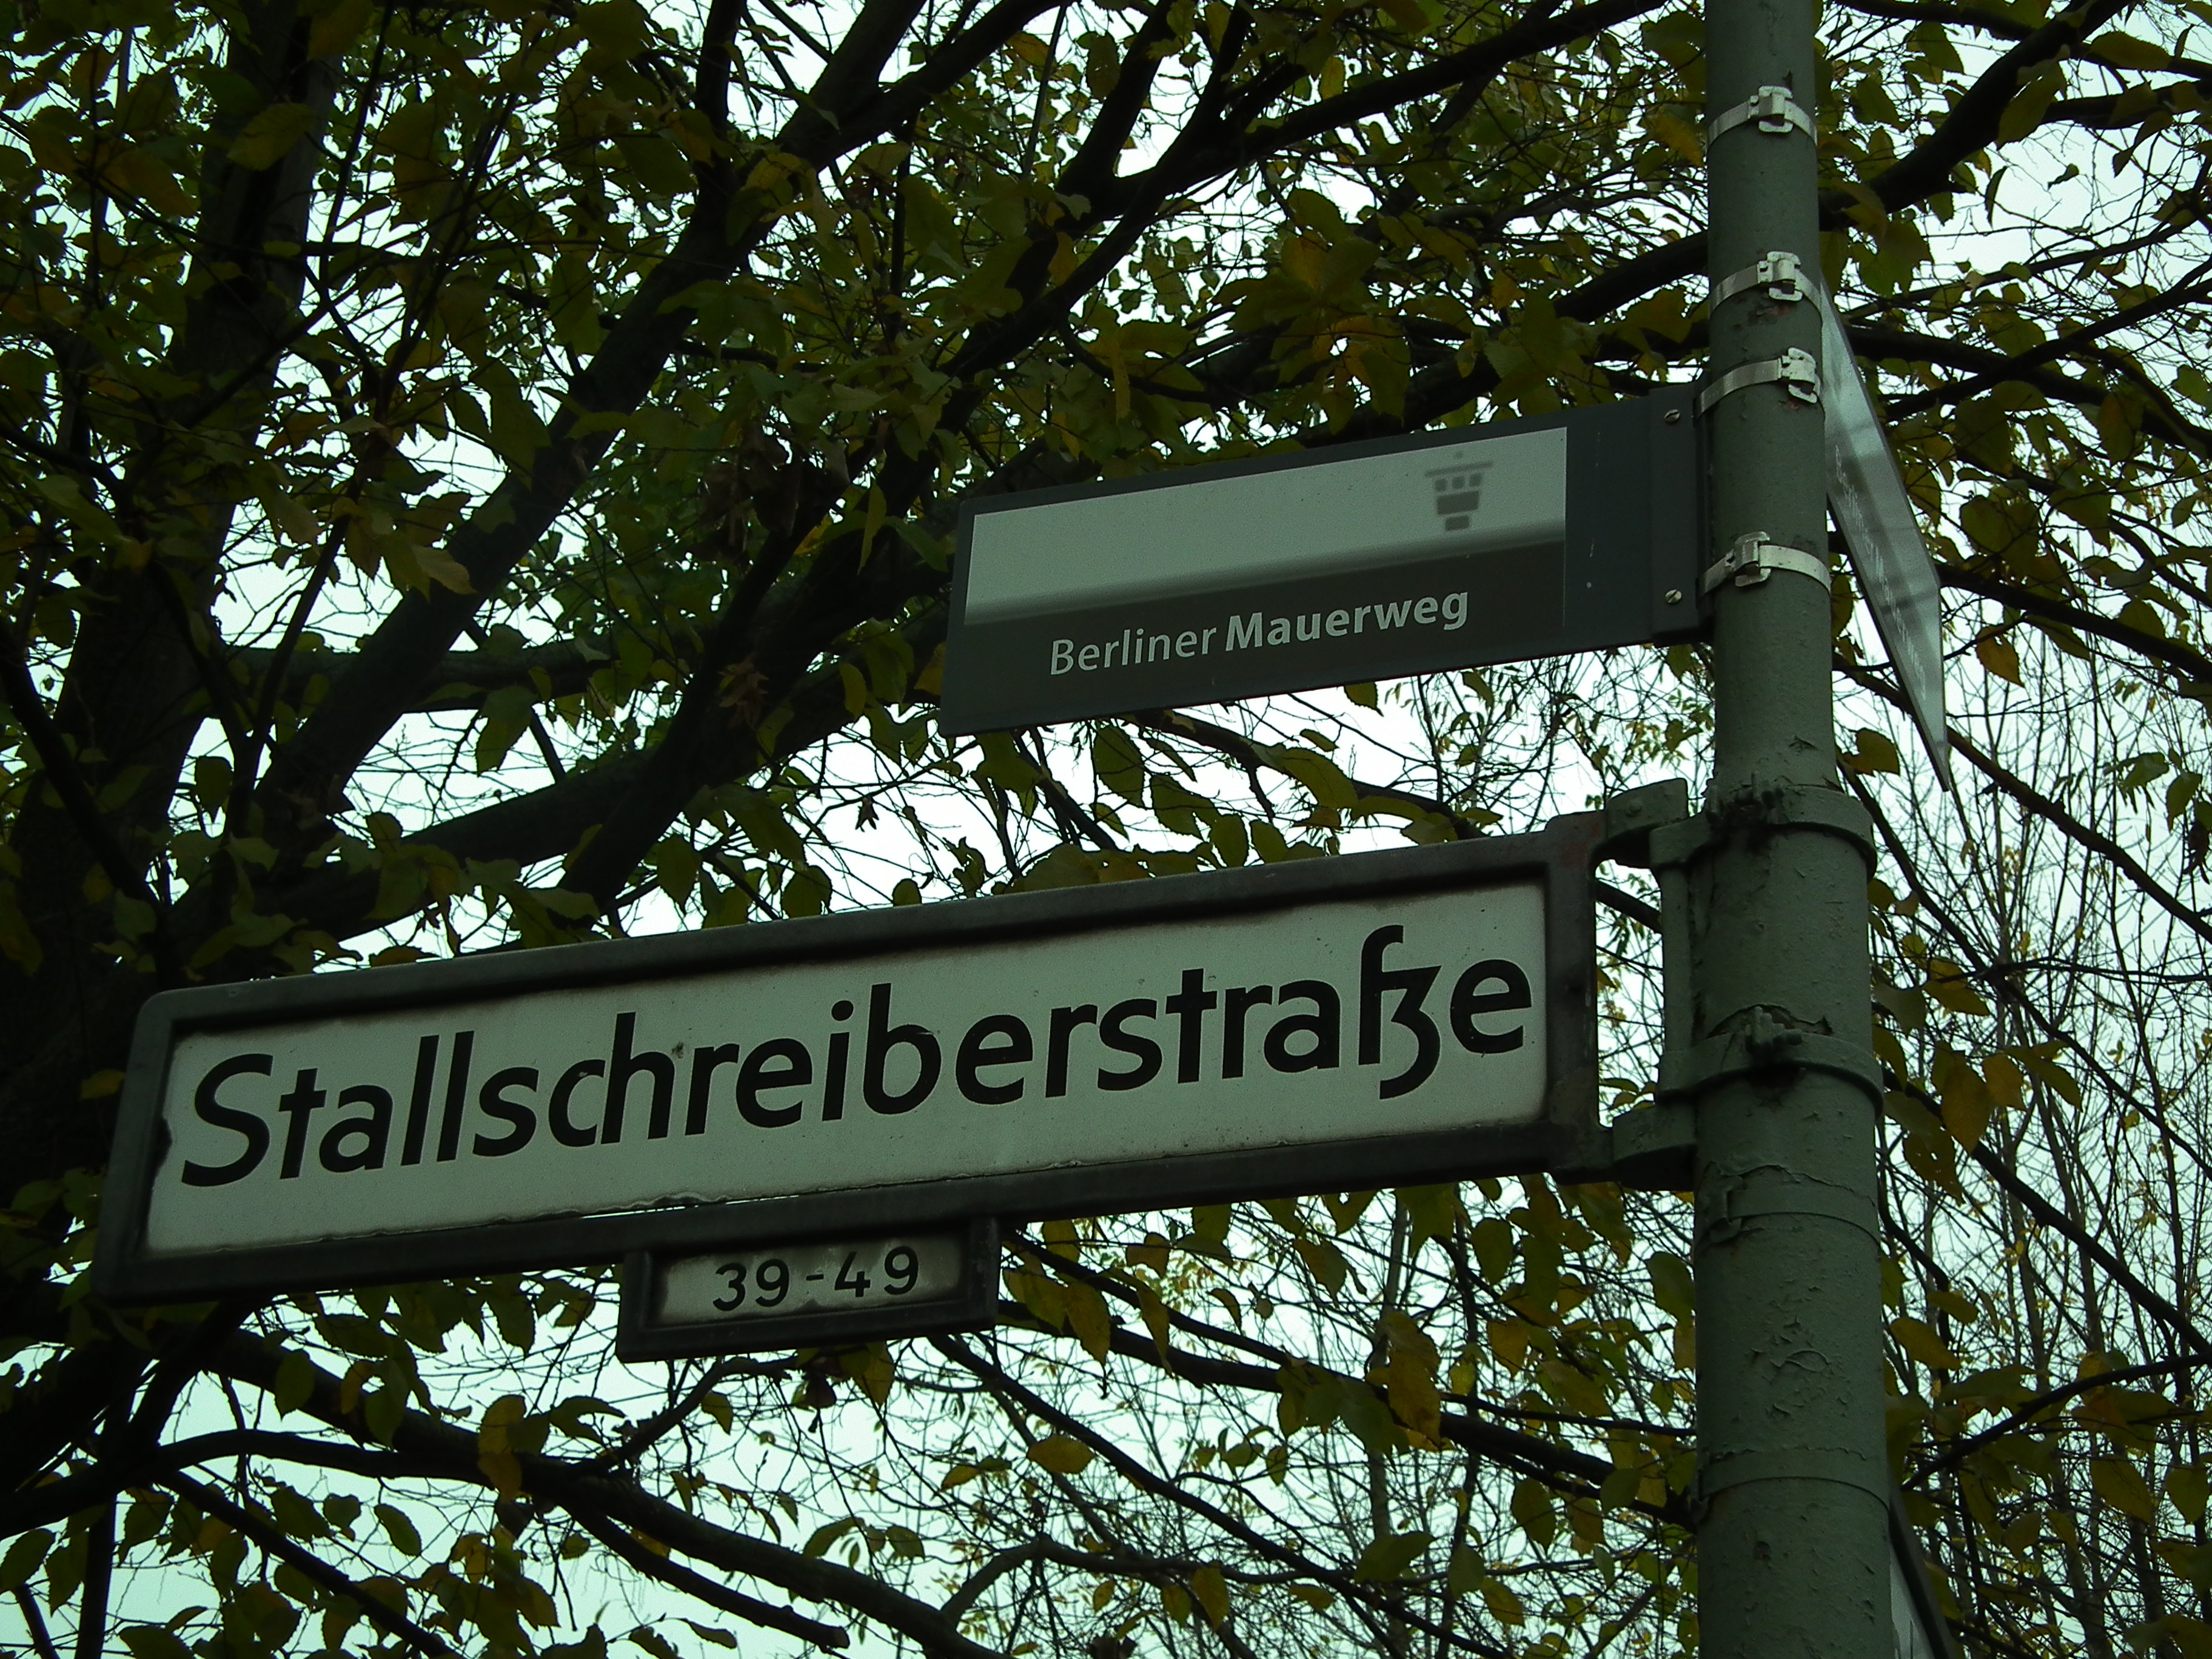 Berliner Mauerweg
Stallschreiberstraße
39-49